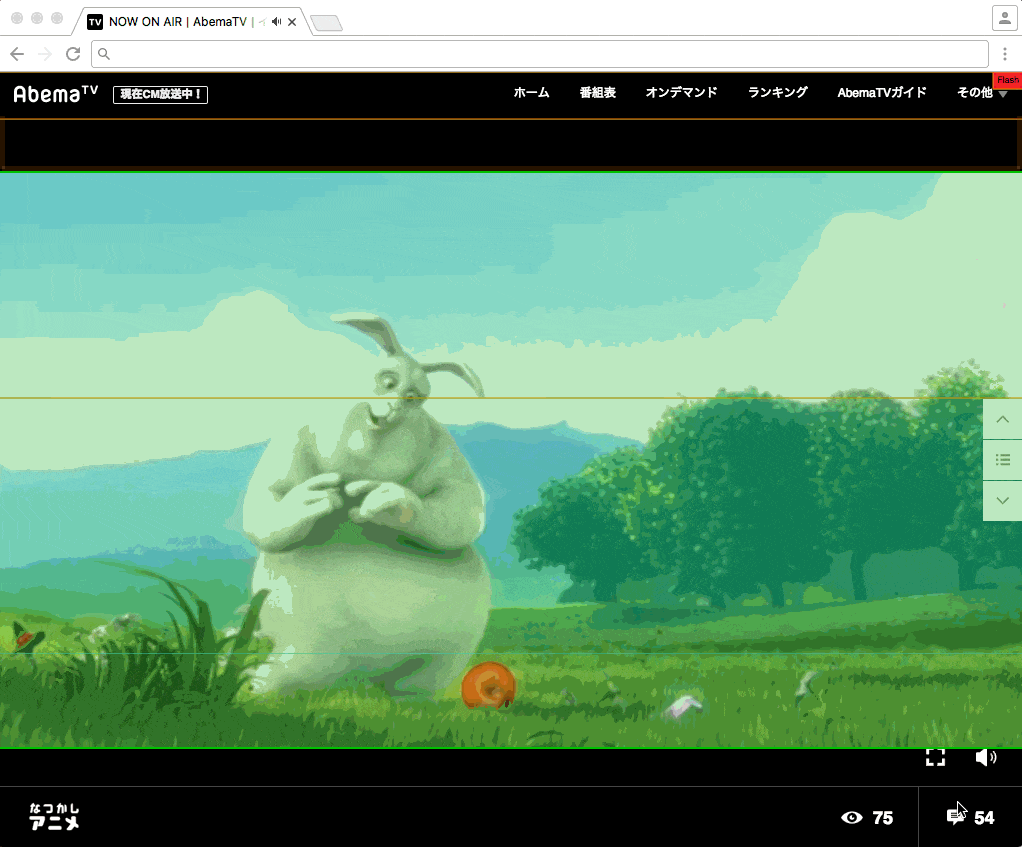 TV NOW ON AIR | AbemaTV |
AbemaTV 現在CM放送中！ ホーム 番組表 オンデマンド ランキング AbemaTVガイド その他
Flash
なつかし
アニメ
75 54